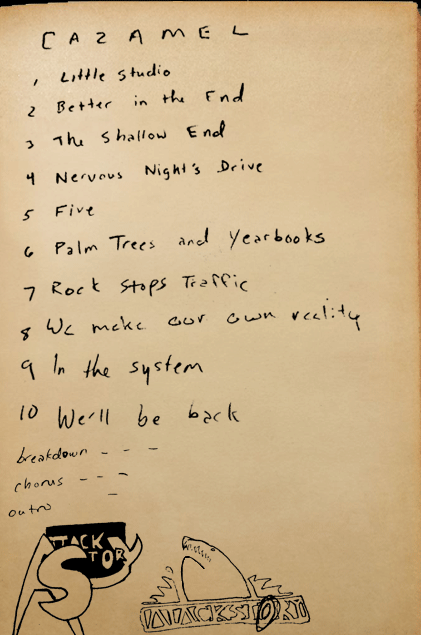 CAZAMEL
1 Little Studio
2 Better in the End
3 The Shallow End
4 Nervous Night's Drive
5 Five
6 Palm Trees and Yearbooks
7 Rock Stops Traffic
8 We make our own reality
9 In the system
10 We'll be back
breakdown - - -
chorus - - -
outro -
TTACK
STORY